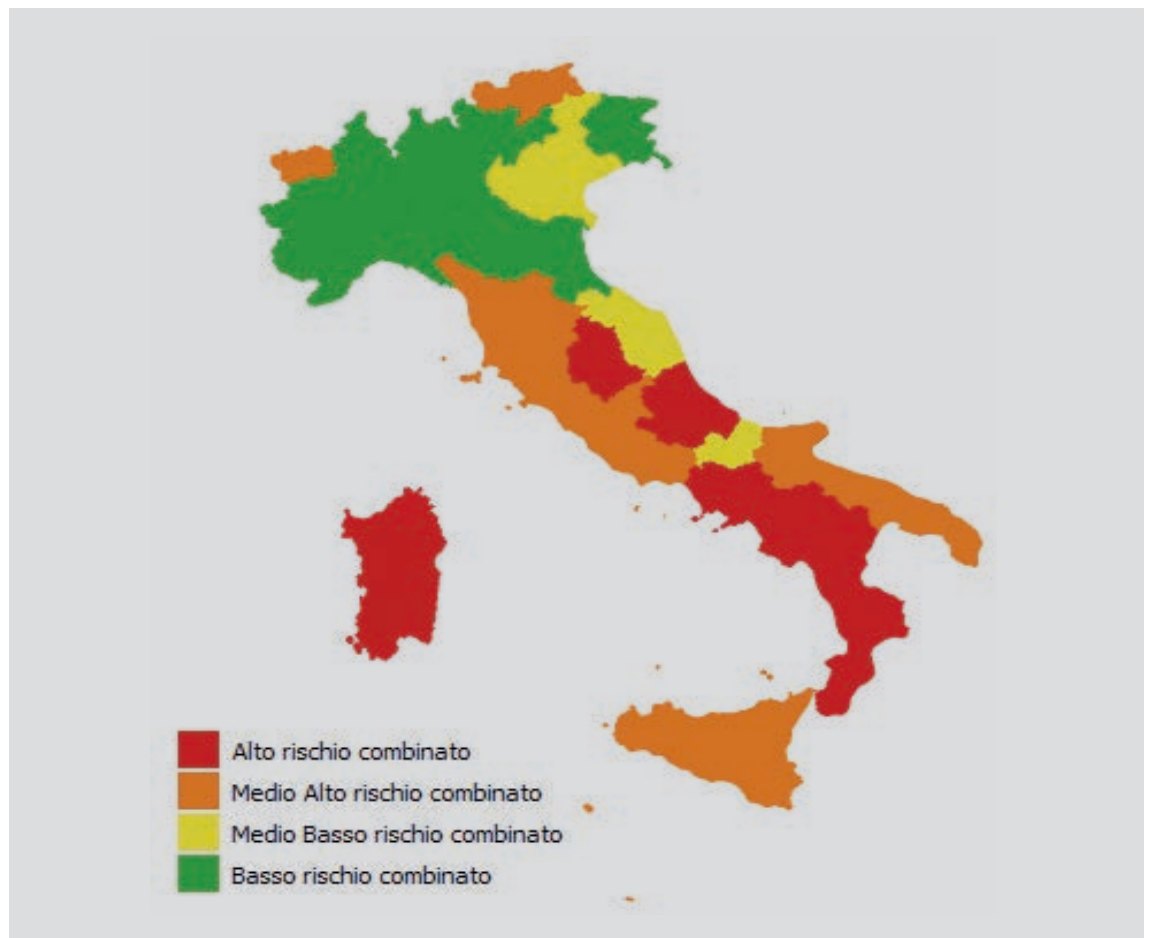 Alto rischio combinato
Medio Alto rischio combinato
Medio Basso rischio combinato
Basso rischio combinato